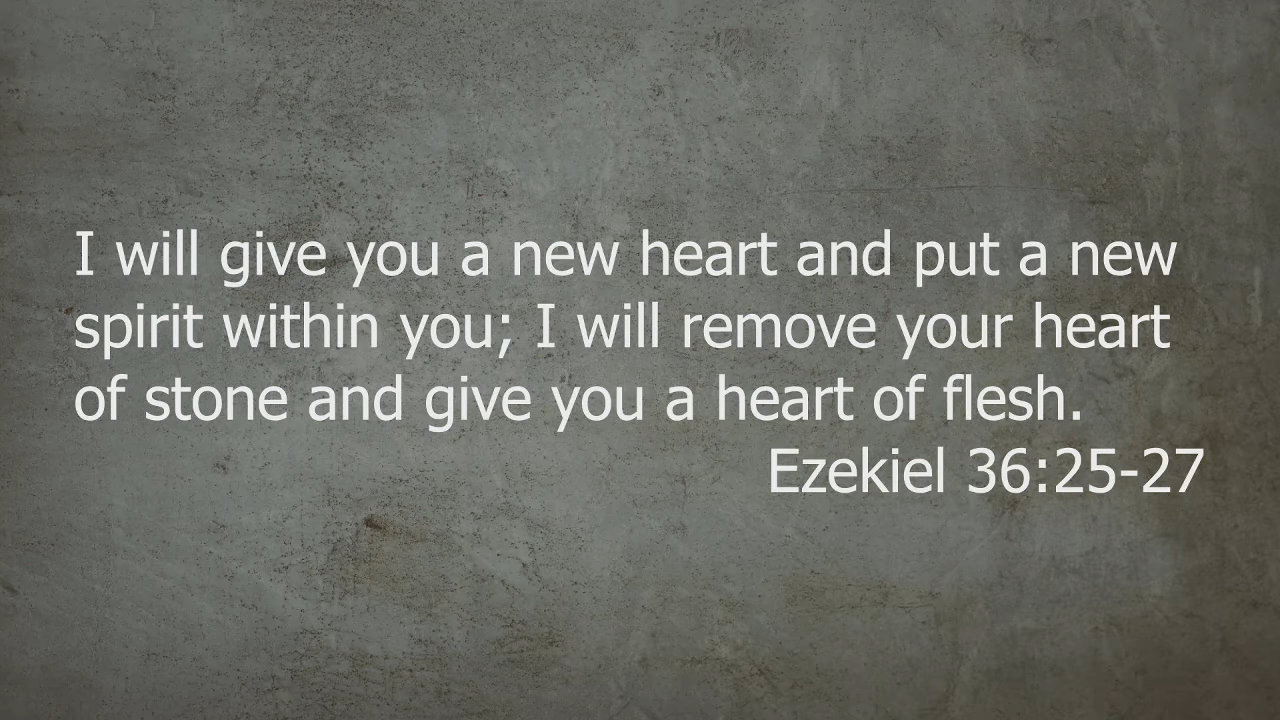 I will give you a new heart and put a new
spirit within you; I will remove your heart
of stone and give you a heart of flesh.
Ezekiel 36:25-27